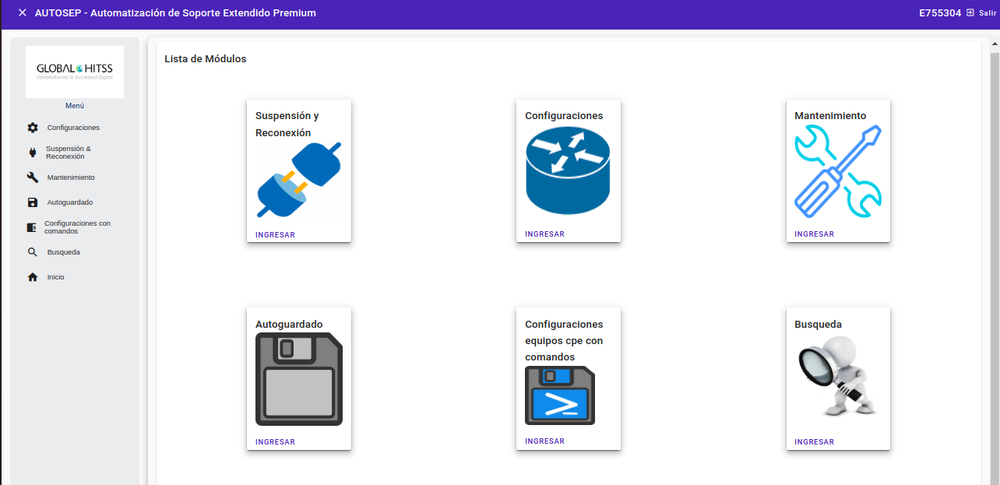 AUTOSEP - Automatización de Soporte Extendido Premium
E755304
Salir
GLOBAL HITSS
Desarrollando la Sociedad Digital
Menú
Configuraciones
Suspensión &
Reconexión
Mantenimiento
Autoguardado
Configuraciones con
comandos
Busqueda
Inicio
Lista de Módulos
Suspensión y
Reconexión
INGRESAR
Configuraciones
INGRESAR
Mantenimiento
INGRESAR
Autoguardado
INGRESAR
Configuraciones
equipos cpe con
comandos
INGRESAR
Busqueda
INGRESAR